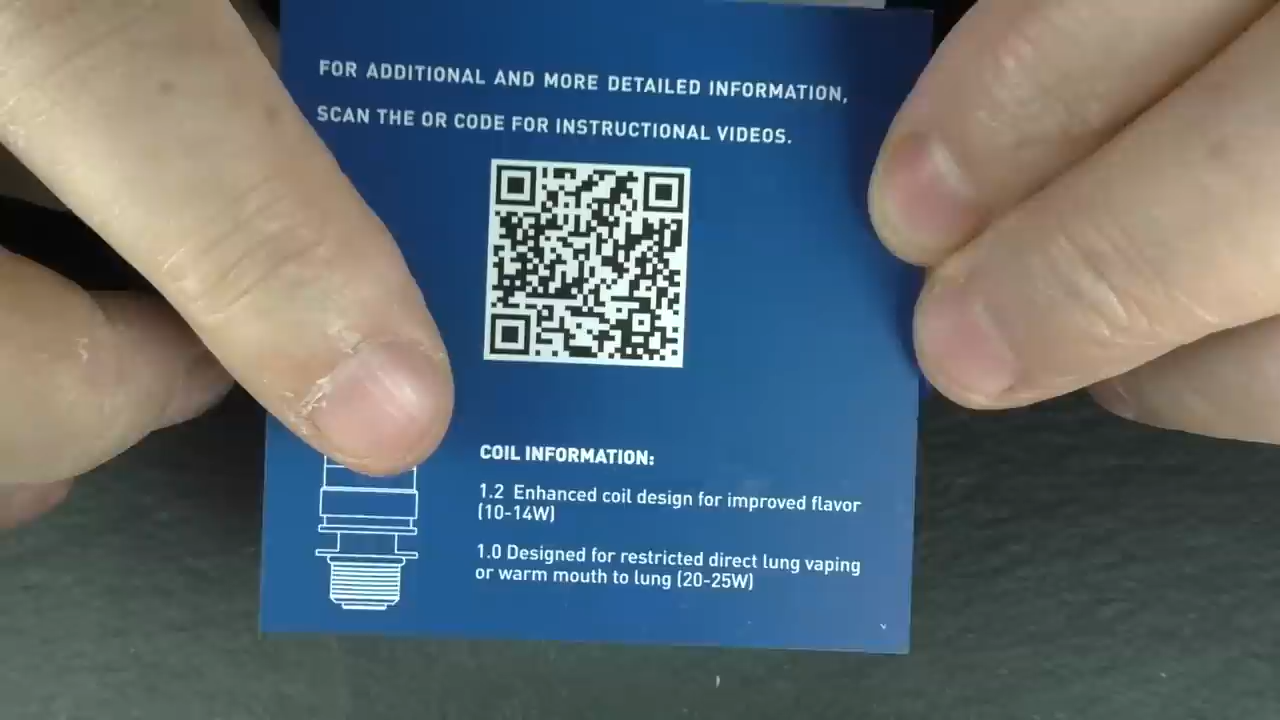 FOR ADDITIONAL AND MORE DETAILED INFORMATION,
SCAN THE OR CODE FOR INSTRUCTIONAL VIDEOS.
COIL INFORMATION:
1.2 Enhanced coil design for improved flavor
(10-14W)
1.0 Designed for restricted direct lung vaping
or warm mouth to lung (20-25W)